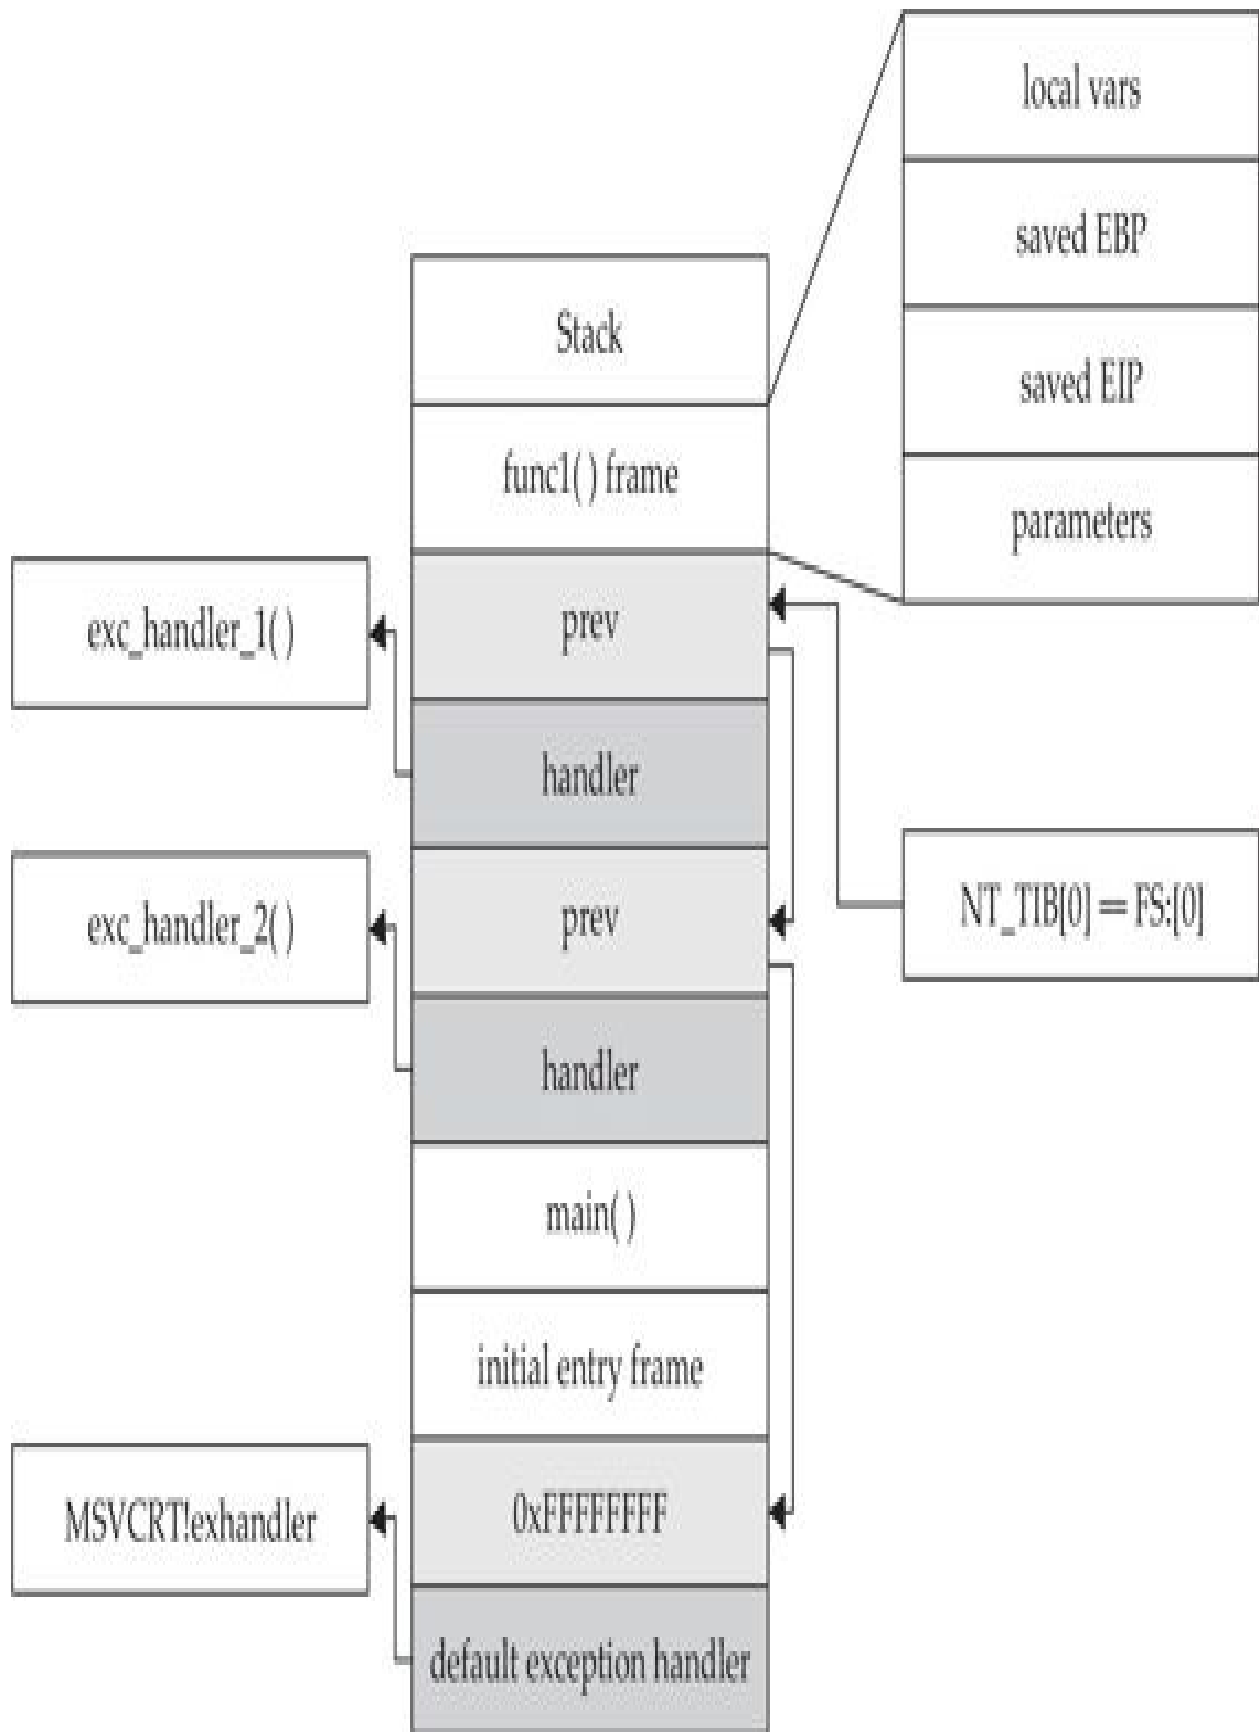 local vars
saved EBP
saved EIP
parameters
Stack
func1( ) frame
prev
handler
prev
handler
main( )
initial entry frame
0xFFFFFFFF
default exception handler
exc_handler_1( )
exc_handler_2( )
MSVCRT!exhandler
NT_TIB[0] == FS:[0]